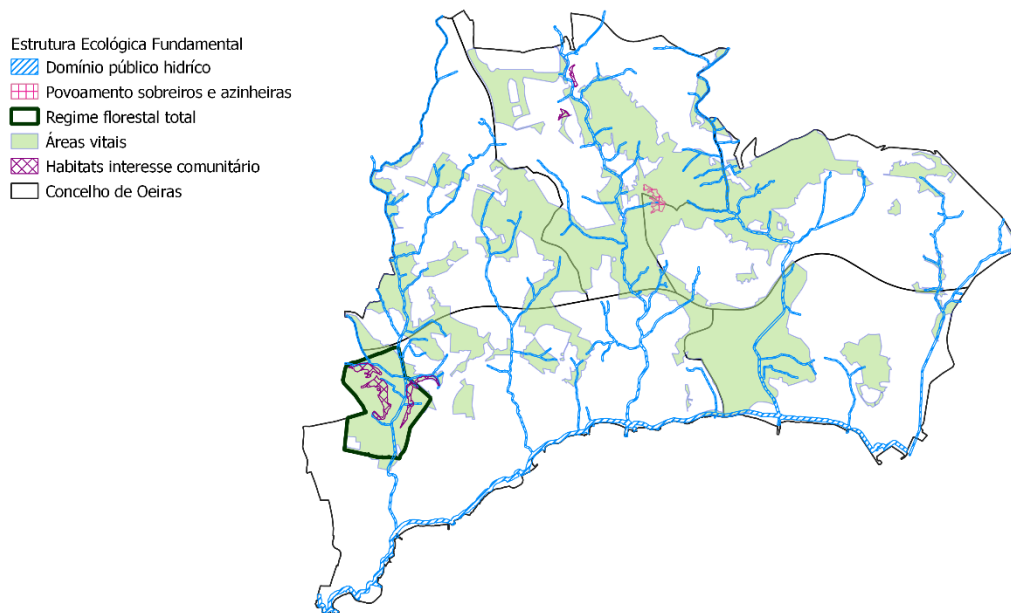 Estrutura Ecológica Fundamental
Domínio público hidríco
Povoamento sobreiros e azinheiras
Regime florestal total
Áreas vitais
Habitats interesse comunitário
Concelho de Oeiras